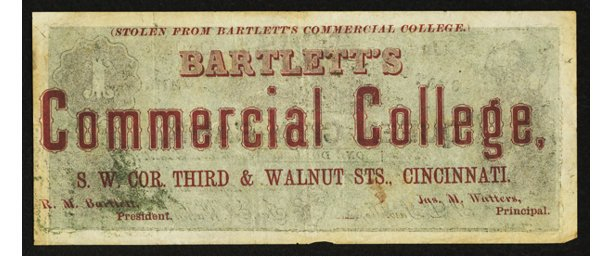 (STOLEN FROM BARTLETT'S COMMERCIAL COLLEGE.)
BARTLETT'S
Commercial College,
S. W. COR. THIRD & WALNUT STS., CINCINNATI.
R. M. Bartlett, Jas. M. Watters,
President. Principal.